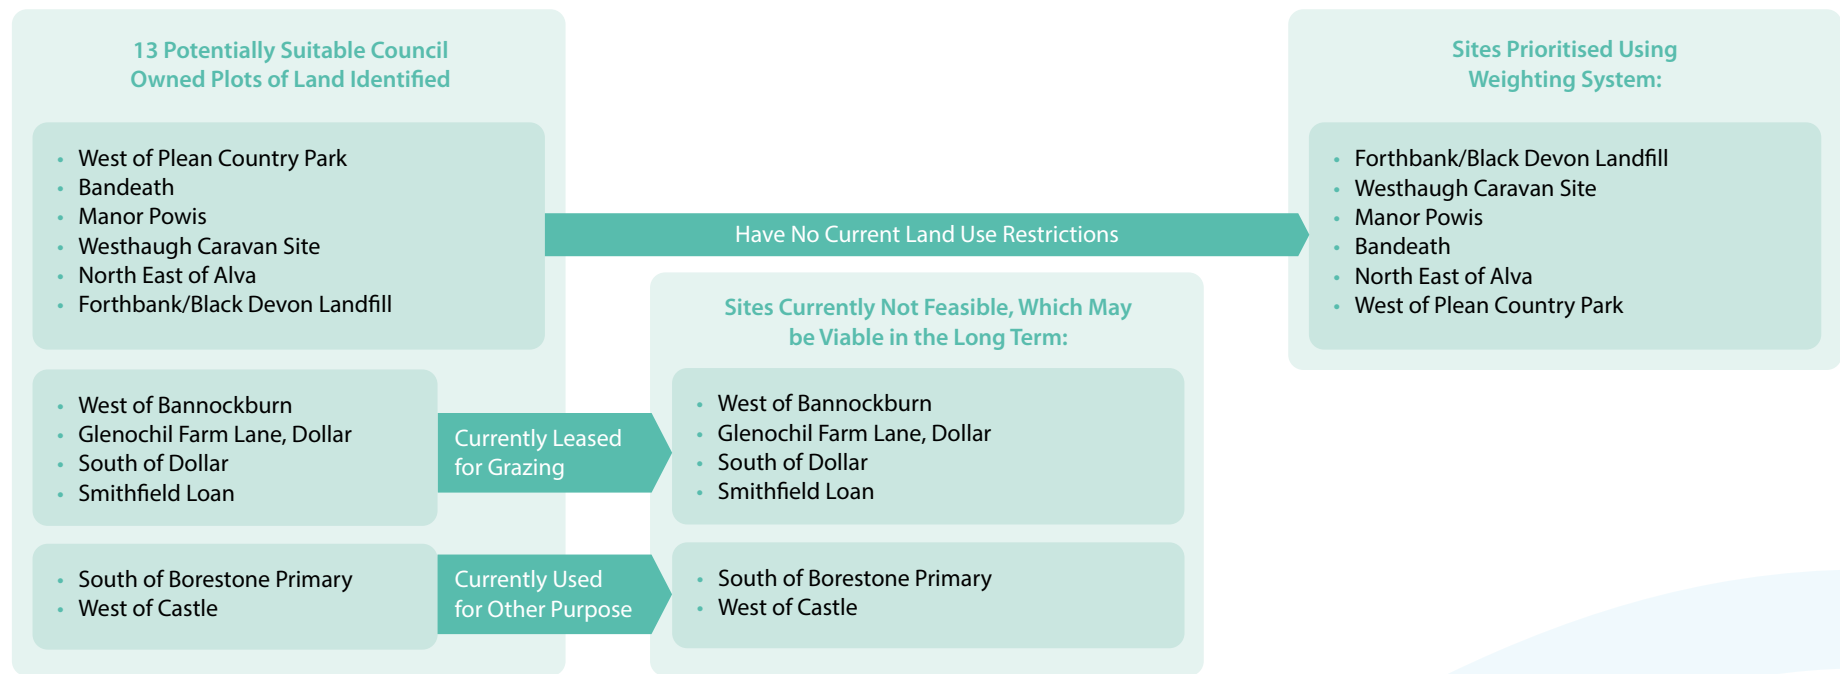 13 Potentially Suitable Council
Owned Plots of Land Identified
• West of Plean Country Park
• Bandeath
• Manor Powis
• Westhaugh Caravan Site
• North East of Alva
• Forthbank/Black Devon Landfill
• West of Bannockburn
• Glenochil Farm Lane, Dollar
• South of Dollar
• Smithfield Loan
• South of Borestone Primary
• West of Castle
Have No Current Land Use Restrictions
Currently Leased
for Grazing
Currently Used
for Other Purpose
Sites Currently Not Feasible, Which May
be Viable in the Long Term:
• West of Bannockburn
• Glenochil Farm Lane, Dollar
• South of Dollar
• Smithfield Loan
• South of Borestone Primary
• West of Castle
Sites Prioritised Using
Weighting System:
• Forthbank/Black Devon Landfill
• Westhaugh Caravan Site
• Manor Powis
• Bandeath
• North East of Alva
• West of Plean Country Park